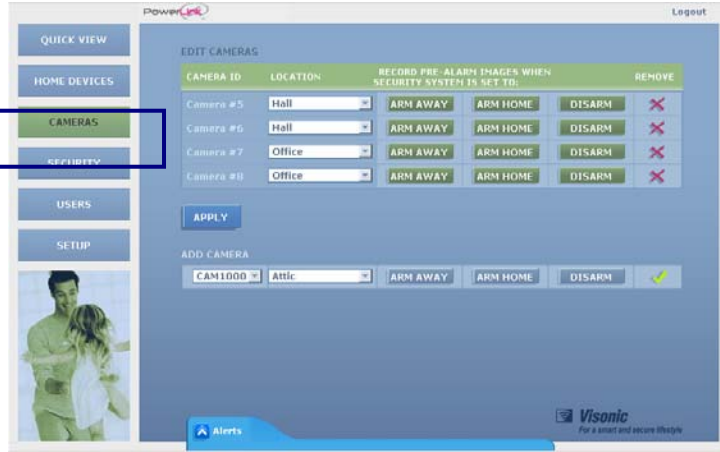 PowerLink
Logout
QUICK VIEW
HOME DEVICES
CAMERAS
SECURITY
USERS
SETUP
EDIT CAMERAS
CAMERA ID LOCATION RECORD PRE-ALARM IMAGES WHEN SECURITY SYSTEM IS SET TO: REMOVE
Camera #5 Hall ARM AWAY ARM HOME DISARM
Camera #6 Hall ARM AWAY ARM HOME DISARM
Camera #7 Office ARM AWAY ARM HOME DISARM
Camera #8 Office ARM AWAY ARM HOME DISARM
APPLY
ADD CAMERA
CAM1000 Attic ARM AWAY ARM HOME DISARM
Visonic
For a smart and secure lifestyle
Alerts